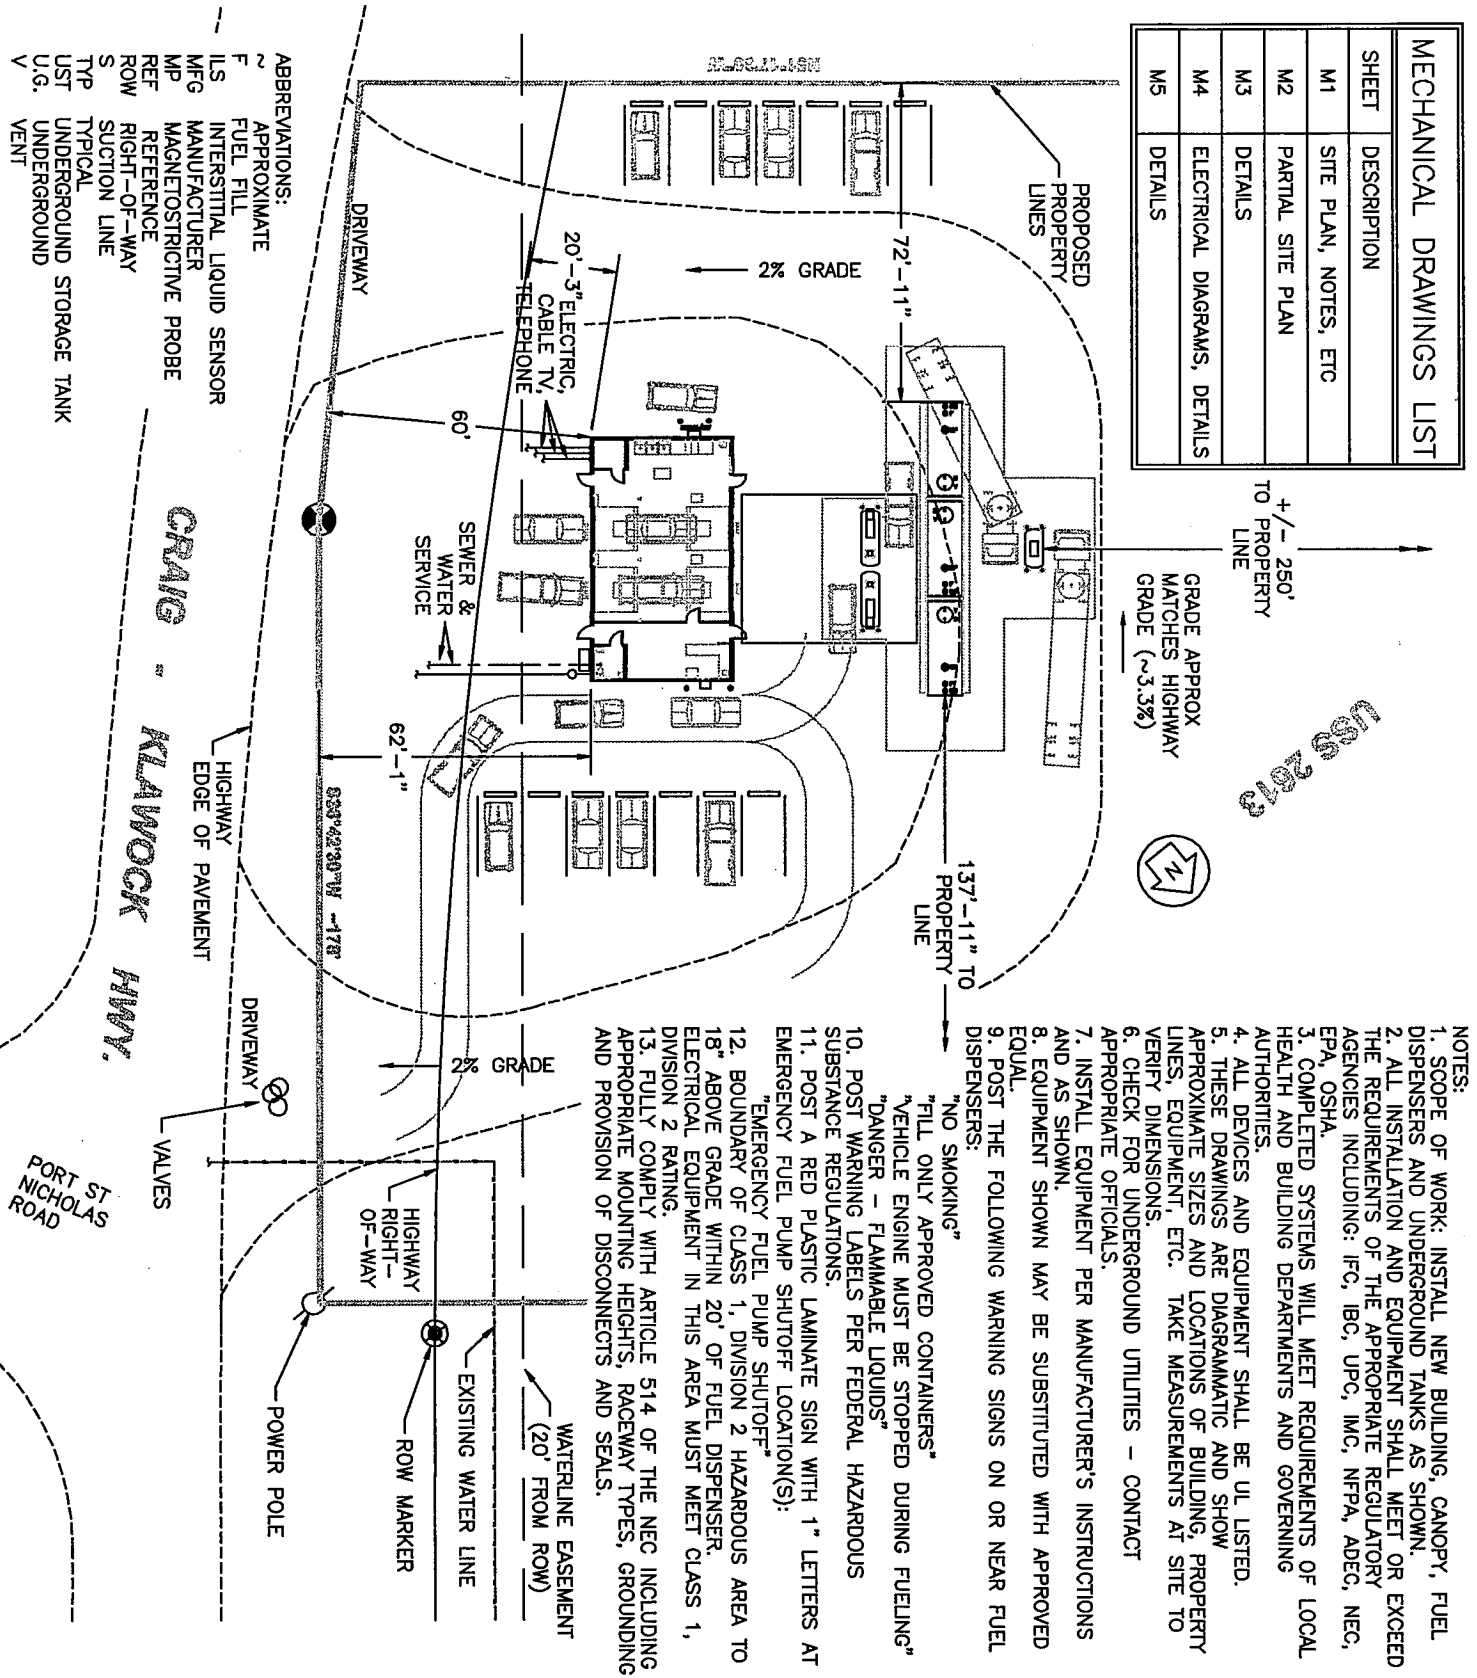 MECHANICAL DRAWINGS LIST
SHEET DESCRIPTION
M1 SITE PLAN, NOTES, ETC
M2 PARTIAL SITE PLAN
M3 DETAILS
M4 ELECTRICAL DIAGRAMS, DETAILS
M5 DETAILS
+/- 250'
TO PROPERTY
LINE
GRADE APPROX
MATCHES HIGHWAY
GRADE (~3.3%)
USS 2613
N
PROPOSED
PROPERTY
LINES
72'-11"
2% GRADE
137'-11" TO
PROPERTY
LINE
20'-3"
ELECTRIC,
CABLE TV,
TELEPHONE
60'
SEWER &
WATER
SERVICE
62'-1"
2% GRADE
DRIVEWAY
S38°42'30"W -178'
HIGHWAY
EDGE OF PAVEMENT
CRAIG - KLAWOCK HWY.
DRIVEWAY
VALVES
PORT ST
NICHOLAS
ROAD
HIGHWAY
RIGHT-
OF-WAY
WATERLINE EASEMENT
(20' FROM ROW)
EXISTING WATER LINE
ROW MARKER
POWER POLE
NOTES:
1. SCOPE OF WORK: INSTALL NEW BUILDING, CANOPY, FUEL
DISPENSERS AND UNDERGROUND TANKS AS SHOWN.
2. ALL INSTALLATION AND EQUIPMENT SHALL MEET OR EXCEED
THE REQUIREMENTS OF THE APPROPRIATE REGULATORY
AGENCIES INCLUDING: IFC, IBC, UPC, IMC, NFPA, ADEC, NEC,
EPA, OSHA.
3. COMPLETED SYSTEMS WILL MEET REQUIREMENTS OF LOCAL
HEALTH AND BUILDING DEPARTMENTS AND GOVERNING
AUTHORITIES.
4. ALL DEVICES AND EQUIPMENT SHALL BE UL LISTED.
5. THESE DRAWINGS ARE DIAGRAMMATIC AND SHOW
APPROXIMATE SIZES AND LOCATIONS OF BUILDING, PROPERTY
LINES, EQUIPMENT, ETC. TAKE MEASUREMENTS AT SITE TO
VERIFY DIMENSIONS.
6. CHECK FOR UNDERGROUND UTILITIES - CONTACT
APPROPRIATE OFFICIALS.
7. INSTALL EQUIPMENT PER MANUFACTURER'S INSTRUCTIONS
AND AS SHOWN.
8. EQUIPMENT SHOWN MAY BE SUBSTITUTED WITH APPROVED
EQUAL.
9. POST THE FOLLOWING WARNING SIGNS ON OR NEAR FUEL
DISPENSERS:
"NO SMOKING"
"FILL ONLY APPROVED CONTAINERS"
"VEHICLE ENGINE MUST BE STOPPED DURING FUELING"
"DANGER - FLAMMABLE LIQUIDS"
10. POST WARNING LABELS PER FEDERAL HAZARDOUS
SUBSTANCE REGULATIONS.
11. POST A RED PLASTIC LAMINATE SIGN WITH 1" LETTERS AT
EMERGENCY FUEL PUMP SHUTOFF LOCATION(S):
"EMERGENCY FUEL PUMP SHUTOFF"
12. BOUNDARY OF CLASS 1, DIVISION 2 HAZARDOUS AREA TO
18" ABOVE GRADE WITHIN 20' OF FUEL DISPENSER.
ELECTRICAL EQUIPMENT IN THIS AREA MUST MEET CLASS 1,
DIVISION 2 RATING.
13. FULLY COMPLY WITH ARTICLE 514 OF THE NEC INCLUDING
APPROPRIATE MOUNTING HEIGHTS, RACEWAY TYPES, GROUNDING
AND PROVISION OF DISCONNECTS AND SEALS.
ABBREVIATIONS:
~ APPROXIMATE
F FUEL FILL
ILS INTERSTITIAL LIQUID SENSOR
MFG MANUFACTURER
MP MAGNETOSTRICTIVE PROBE
REF REFERENCE
ROW RIGHT-OF-WAY
S SUCTION LINE
TYP TYPICAL
UST UNDERGROUND STORAGE TANK
U.G. UNDERGROUND
V VENT